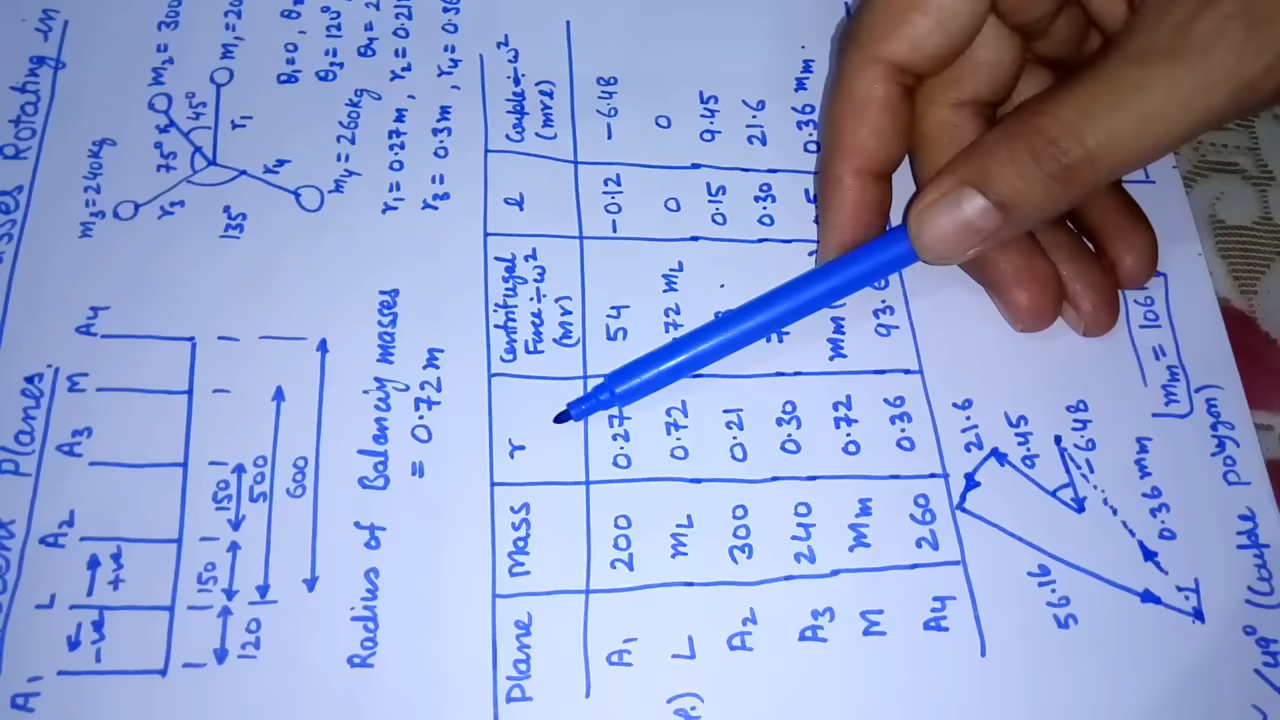 Planes.
Rotating in
A1 L A2 A3 M A4
-ve +ve
120 150 150
500
600
m3=240kg
75°
m2=300
45°
m1=20
r3
r1
r4
135°
θ1=0,
θ3=120°
m4=260kg
r1=0.27m, r2=0.21
r3=0.3m, r4=0.36
Radius of Balancing masses
= 0.72m
Plane Mass r Centrifugal Force÷ω² (mr) l Couple÷ω² (mrl)
A1 200 0.27 54 -0.12 -6.48
L mL 0.72 72 mL 0 0
A2 300 0.21 0.15 9.45
A3 240 0.30 0.30 21.6
M Mm 0.72 0.36 mm.
A4 260 0.36 93.6
21.6
9.45
6.48
56.16
0.36 mm
mm = 106
49° (Couple polygon)